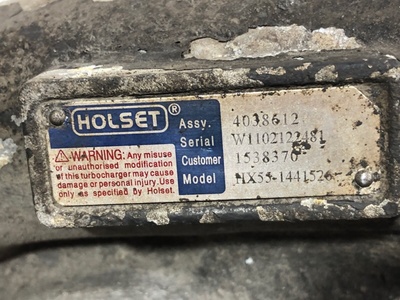 HOLSET®
Assy. 4038612
Serial W1102122481
Customer 1538370
Model HX55-1441526
⚠WARNING: Any misuse
or unauthorised modification
of this turbocharger may cause
damage or personal injury. Use
only as specified by Holset.